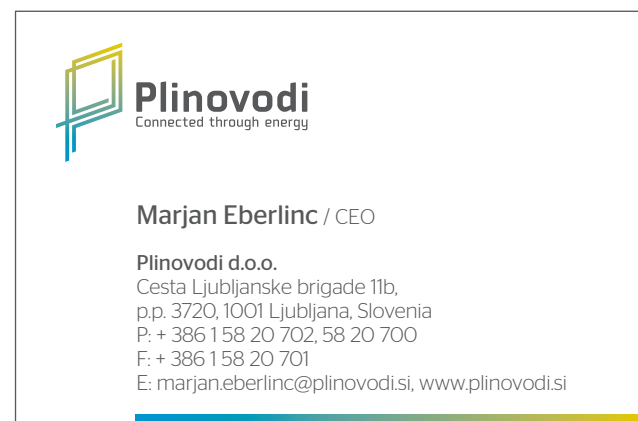 Plinovodi
Connected through energy
Marjan Eberlinc / CEO
Plinovodi d.o.o.
Cesta Ljubljanske brigade 11b,
p.p. 3720, 1001 Ljubljana, Slovenia
P: + 386 1 58 20 702, 58 20 700
F: + 386 1 58 20 701
E: marjan.eberlinc@plinovodi.si, www.plinovodi.si